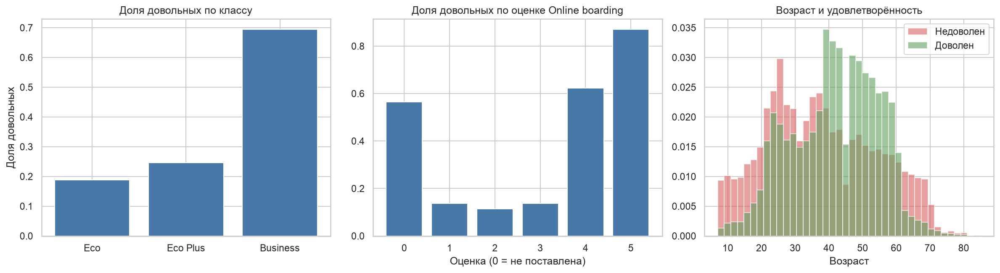 Доля довольных по классу
Доля довольных
0.7
0.6
0.5
0.4
0.3
0.2
0.1
0.0
Eco Eco Plus Business
Доля довольных по оценке Online boarding
0.8
0.6
0.4
0.2
0.0
0 1 2 3 4 5
Оценка (0 = не поставлена)
Возраст и удовлетворённость
0.035
0.030
0.025
0.020
0.015
0.010
0.005
0.000
Недоволен
Доволен
10 20 30 40 50 60 70 80
Возраст